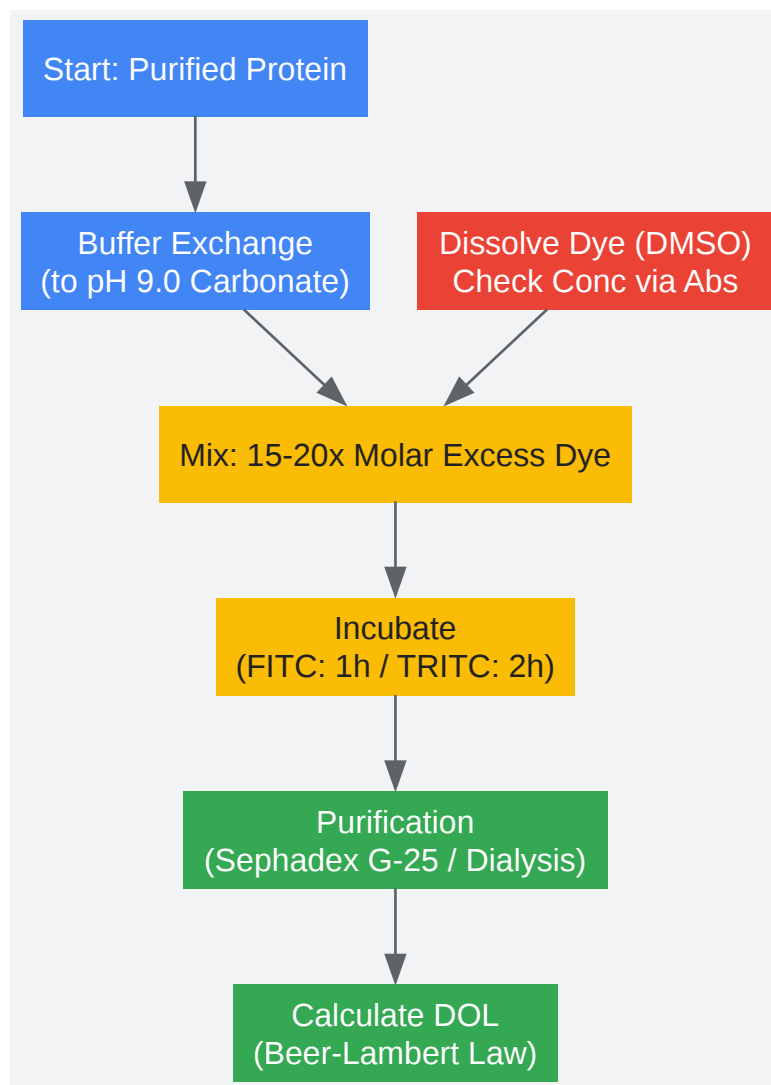 Start: Purified Protein
Buffer Exchange
(to pH 9.0 Carbonate)
Dissolve Dye (DMSO)
Check Conc via Abs
Mix: 15-20x Molar Excess Dye
Incubate
(FITC: 1h / TRITC: 2h)
Purification
(Sephadex G-25 / Dialysis)
Calculate DOL
(Beer-Lambert Law)